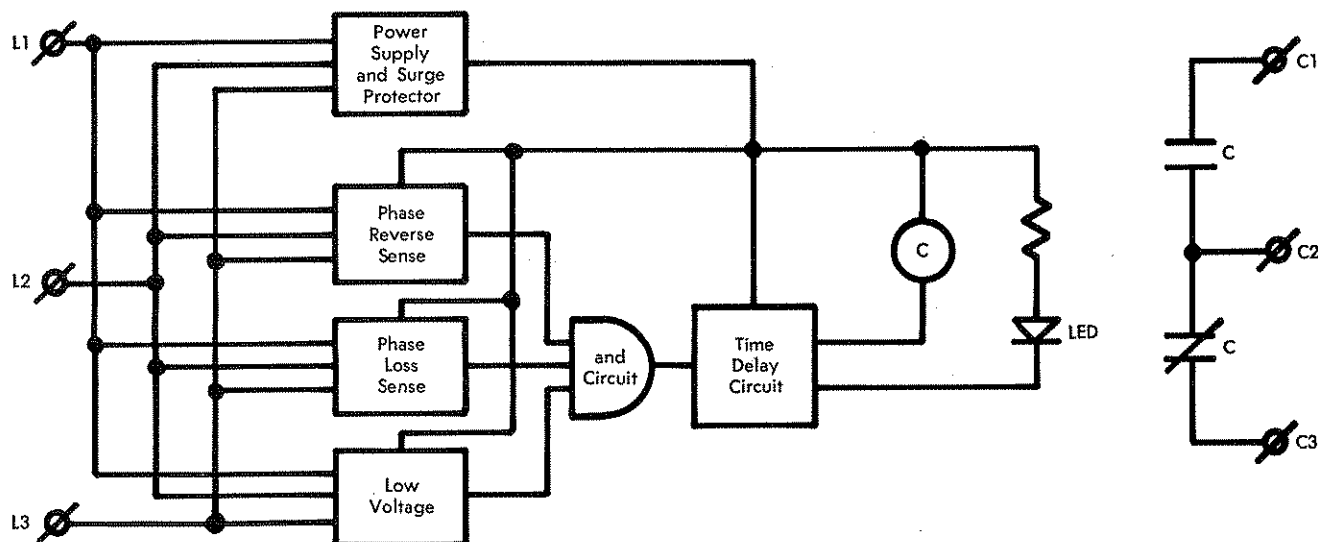 L1
Power
Supply
and Surge
Protector
C1
C
Phase
Reverse
Sense
C
C2
L2
Phase
Loss
Sense
and
Circuit
Time
Delay
Circuit
LED
C
C3
Low
Voltage
L3